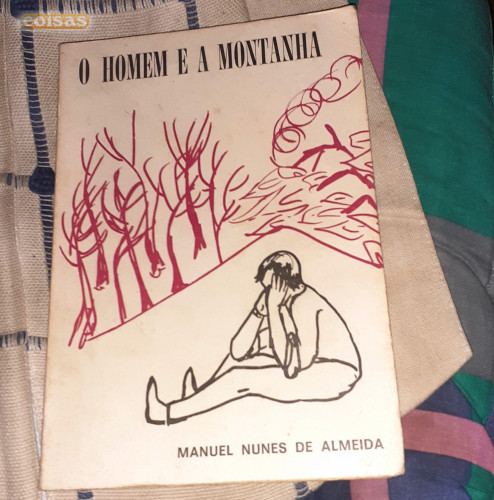 coisas
O HOMEM E A MONTANHA
MANUEL NUNES DE ALMEIDA